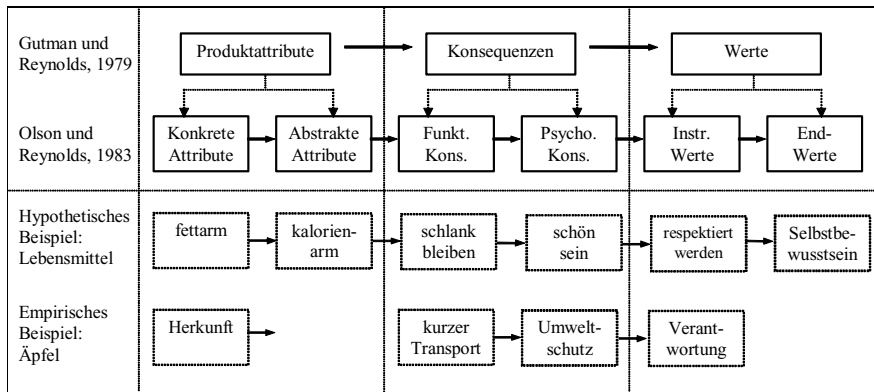 Gutman und
Reynolds, 1979
Produktattribute
Konsequenzen
Werte
Olson und
Reynolds, 1983
Konkrete
Attribute
Abstrakte
Attribute
Funkt.
Kons.
Psycho.
Kons.
Instr.
Werte
End-
Werte
Hypothetisches
Beispiel:
Lebensmittel
fettarm
kalorien-
arm
schlank
bleiben
schön
sein
respektiert
werden
Selbstbe-
wusstsein
Empirisches
Beispiel:
Äpfel
Herkunft
kurzer
Transport
Umwelt-
schutz
Verant-
wortung